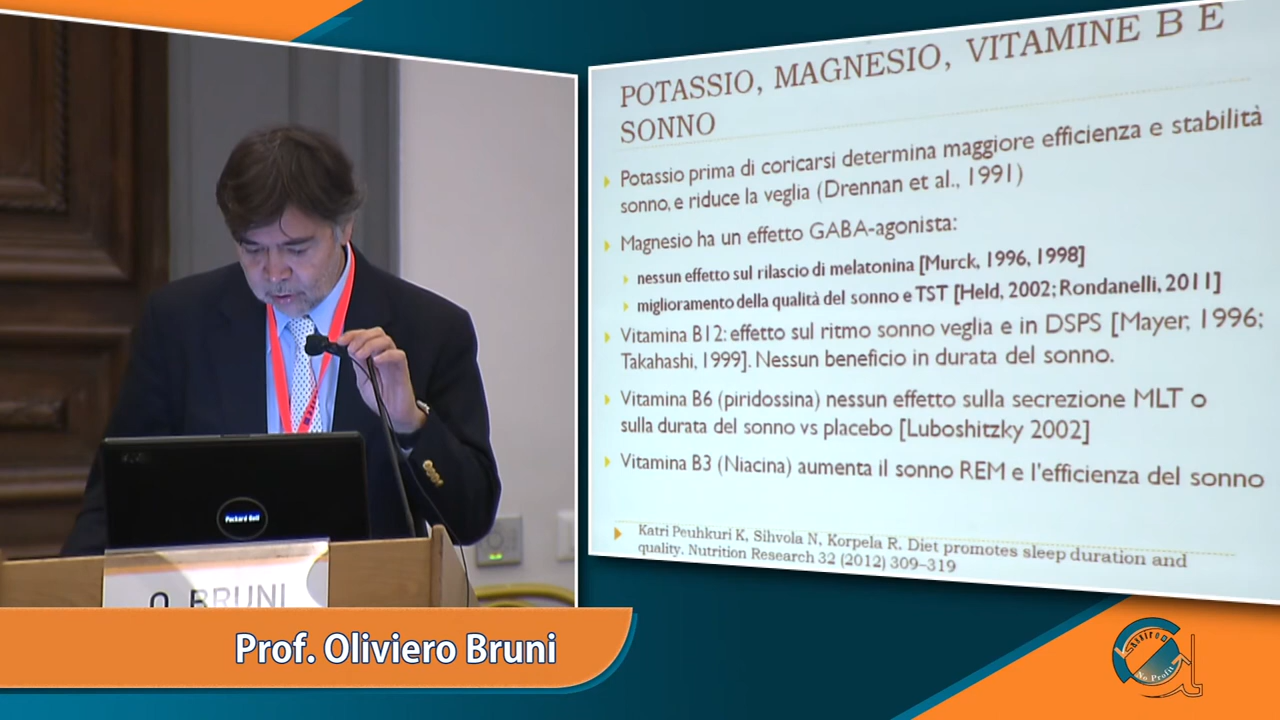 POTASSIO, MAGNESIO, VITAMINE B E
SONNO
Potassio prima di coricarsi determina maggiore efficienza e stabilità
sonno, e riduce la veglia (Drennan et al., 1991)
Magnesio ha un effetto GABA-agonista:
nessun effetto sul rilascio di melatonina [Murck, 1996, 1998]
miglioramento della qualità del sonno e TST [Held, 2002; Rondanelli, 2011]
Vitamina B12: effetto sul ritmo sonno veglia e in DSPS [Mayer, 1996;
Takahashi, 1999]. Nessun beneficio in durata del sonno.
Vitamina B6 (piridossina) nessun effetto sulla secrezione MLT o
sulla durata del sonno vs placebo [Luboshitzky 2002]
Vitamina B3 (Niacina) aumenta il sonno REM e l'efficienza del sonno
Katri Peuhkuri K, Sihvola N, Korpela R. Diet promotes sleep duration and
quality. Nutrition Research 32 (2012) 309–319
Packard Bell
O. BRUNI
Prof. Oliviero Bruni
No Profit